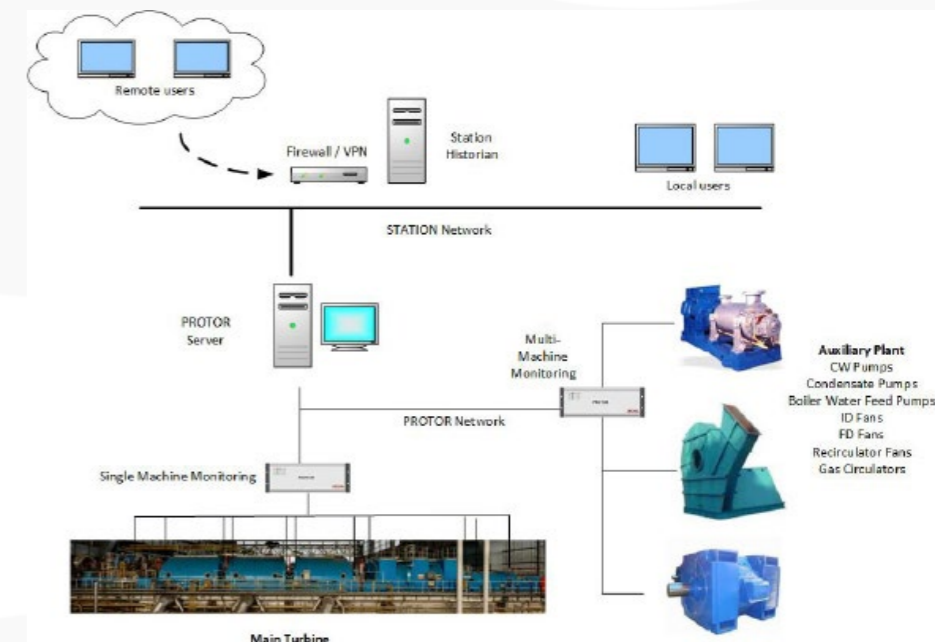 Remote users
Firewall / VPN
Station
Historian
Local users
STATION Network
PROTOR
Server
Multi-
Machine
Monitoring
PROTOR Network
Single Machine Monitoring
Auxiliary Plant
CW Pumps
Condensate Pumps
Boiler Water Feed Pumps
ID Fans
FD Fans
Recirculator Fans
Gas Circulators
Main Turbine